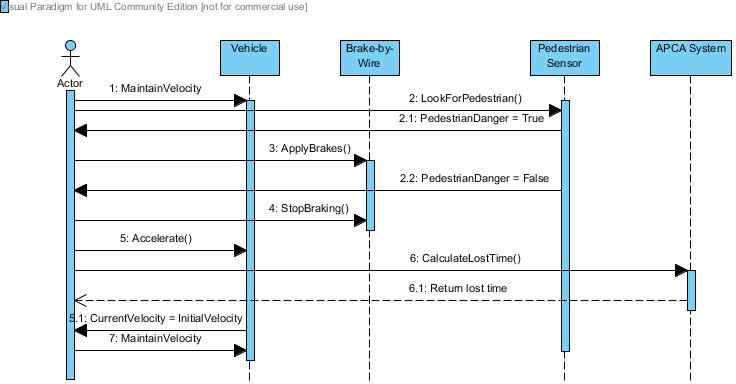 Visual Paradigm for UML Community Edition [not for commercial use]
Vehicle
Brake-by-
Wire
Pedestrian
Sensor
APCA System
Actor
1: MaintainVelocity
2: LookForPedestrian()
2.1: PedestrianDanger = True
3: ApplyBrakes()
2.2: PedestrianDanger = False
4: StopBraking()
5: Accelerate()
6: CalculateLostTime()
6.1: Return lost time
5.1: CurrentVelocity = InitialVelocity
7: MaintainVelocity